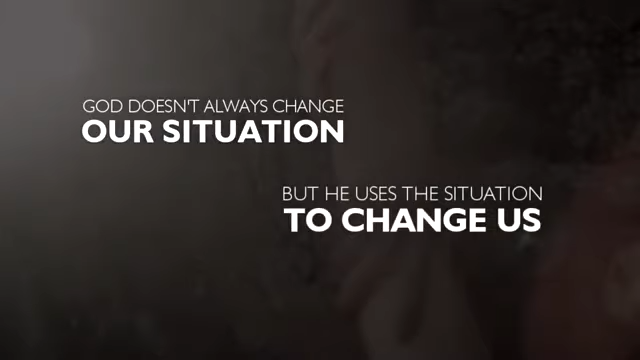 GOD DOESN'T ALWAYS CHANGE
OUR SITUATION
BUT HE USES THE SITUATION
TO CHANGE US